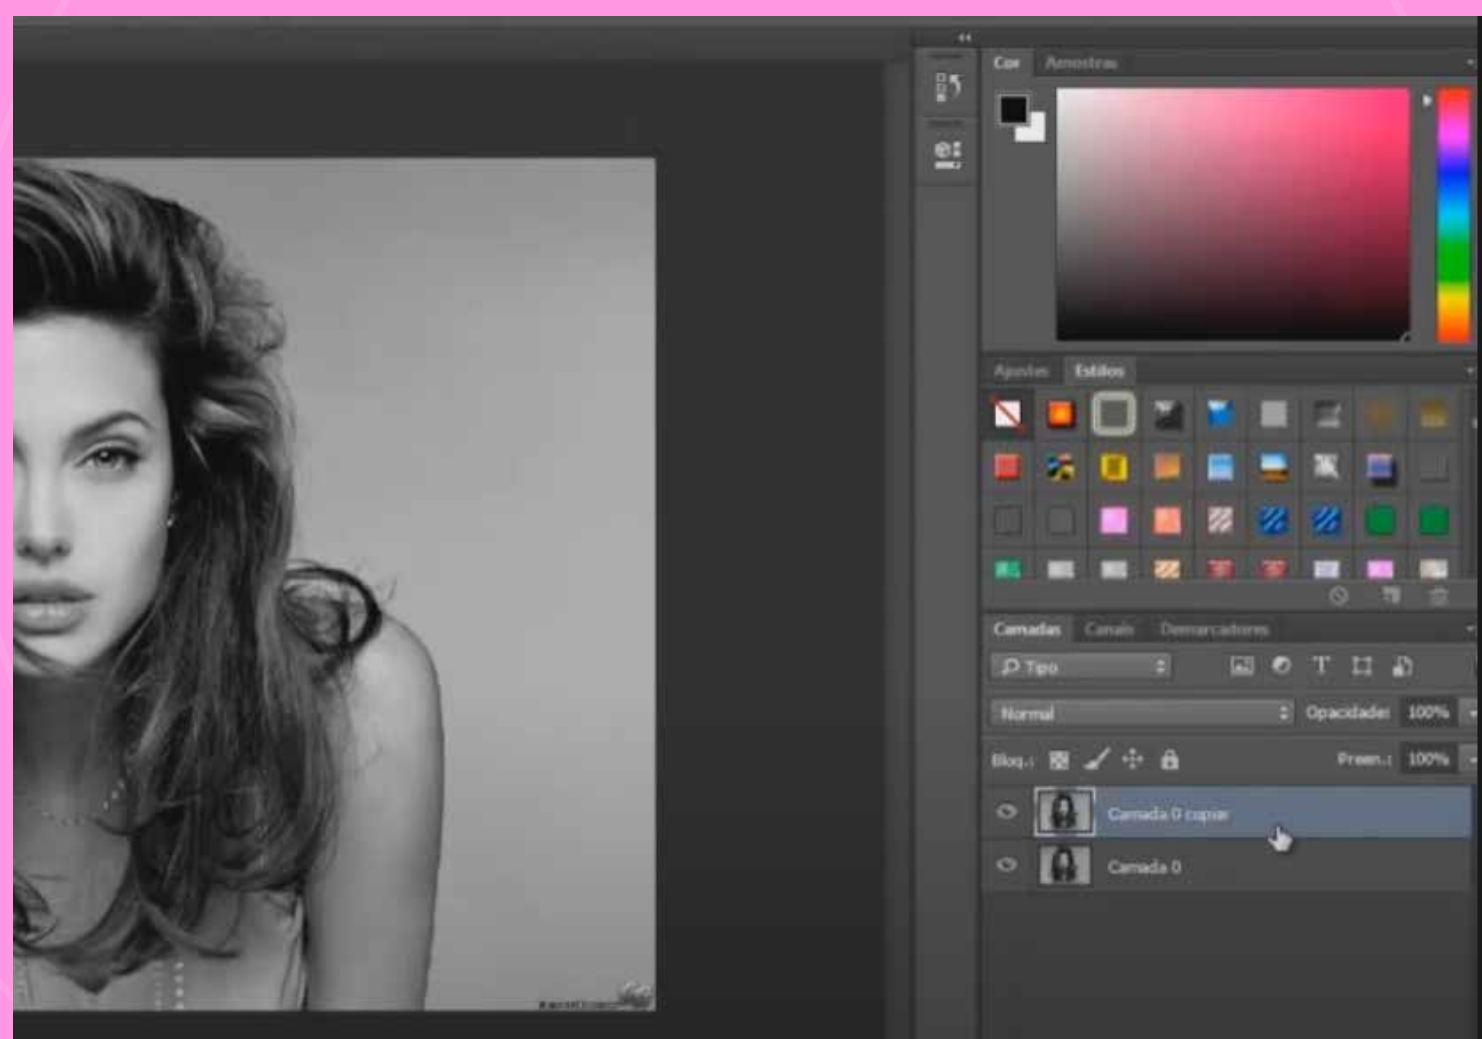 Cor Amostras
Ajustes Estilos
Camadas Canais Demarcadores
Tipo
T
Normal Opacidade: 100%
Bloq.: Preen.: 100%
Camada 0 copiar
Camada 0